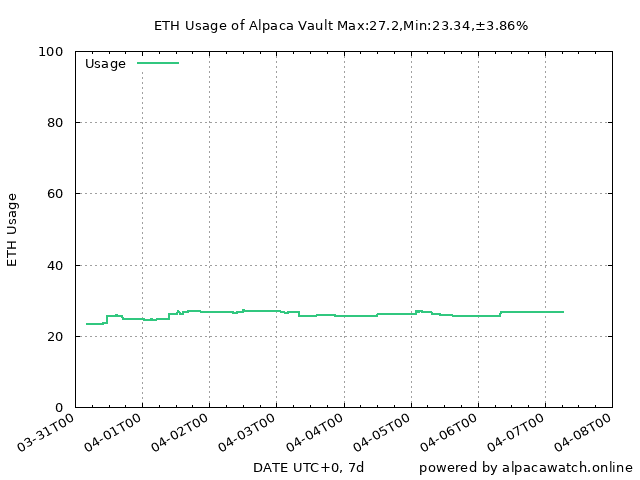 ETH Usage of Alpaca Vault Max:27.2,Min:23.34,±3.86%
Usage
100
80
60
40
20
0
ETH Usage
03-31T00
04-01T00
04-02T00
04-03T00
04-04T00
04-05T00
04-06T00
04-07T00
04-08T00
DATE UTC+0, 7d
powered by alpacawatch.online